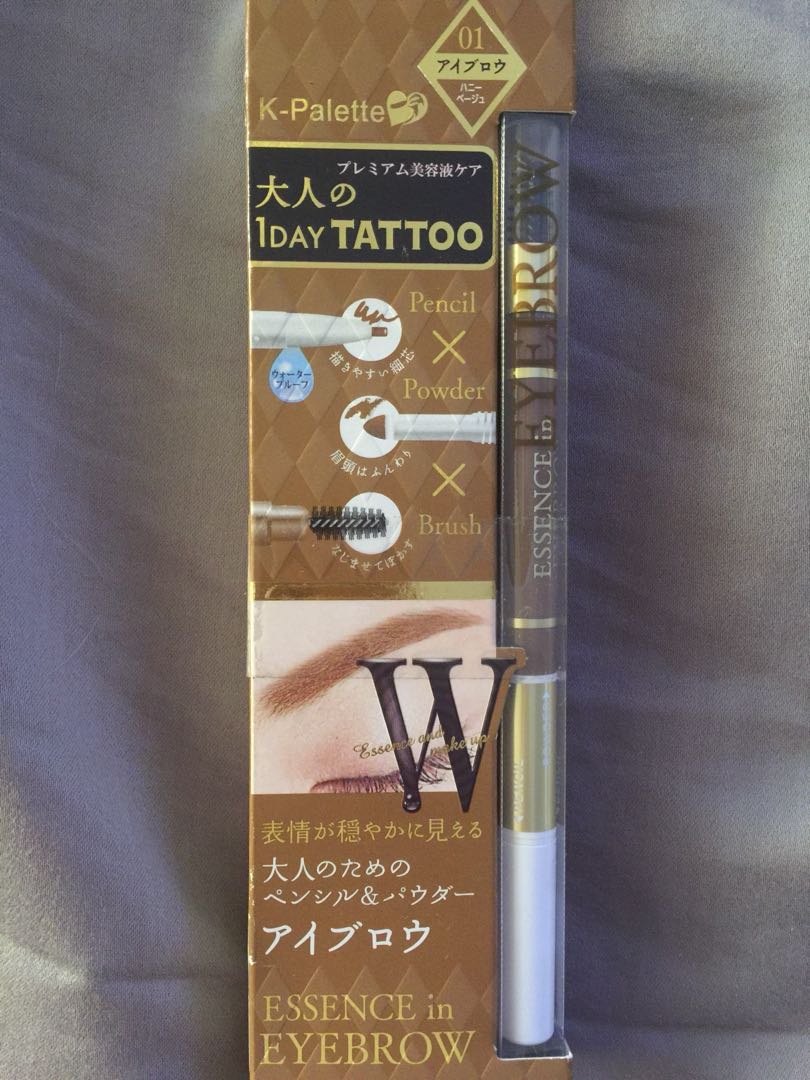 01
アイブロウ
ハニー
ベージュ
K-Palette
プレミアム美容液ケア
大人の
1DAY TATTOO
Pencil
描きやすい細芯
ウォーター
プルーフ
×
Powder
眉頭はふんわり
×
Brush
なじませてぼかす
ESSENCE in
EYEBROW
W
Essence and
make up
表情が穏やかに見える
大人のための
ペンシル&パウダー
アイブロウ
ESSENCE in
EYEBROW
POWDER
PENCIL